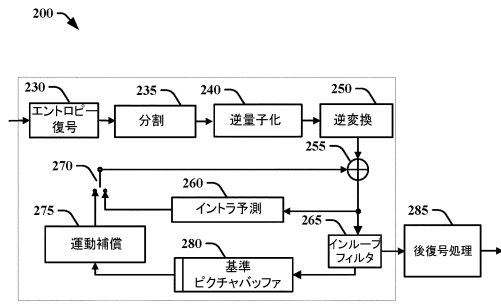 200
230
235
240
250
エントロピー
復号
分割
逆量子化
逆変換
255
270
260
イントラ予測
275
265
285
運動補償
280
基準
ピクチャバッファ
インループ
フィルタ
後復号処理